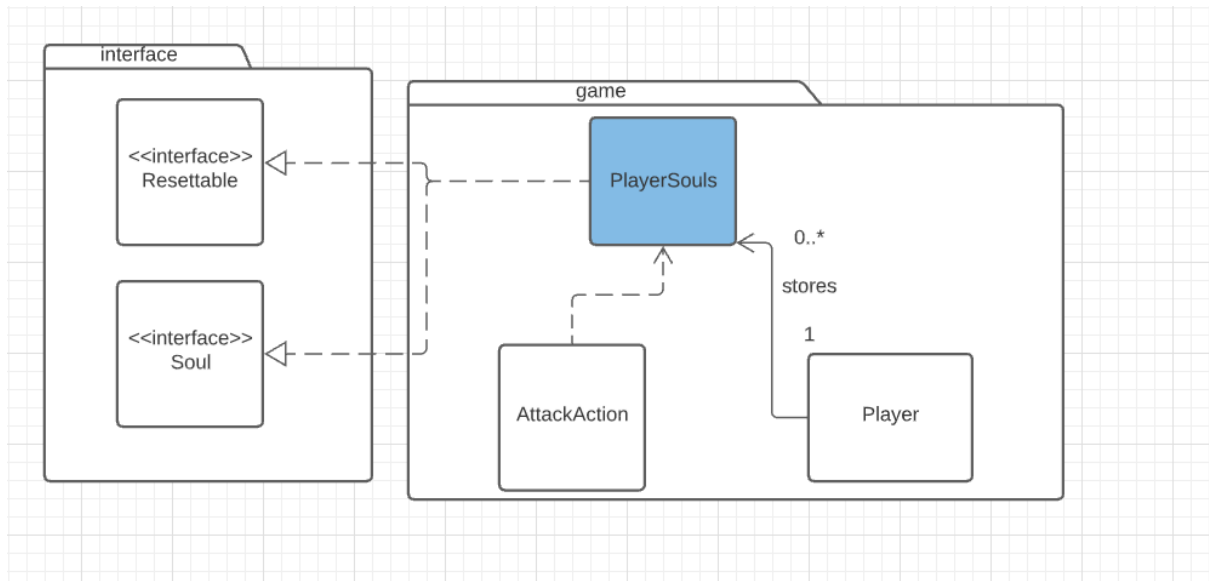 interface
<<interface>>
Resettable
<<interface>>
Soul
game
PlayerSouls
0..*
stores
1
AttackAction
Player